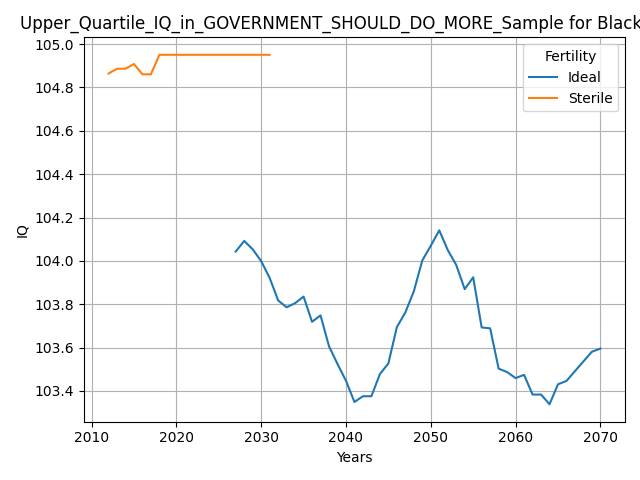 Upper_Quartile_IQ_in_GOVERNMENT_SHOULD_DO_MORE_Sample for Black
Fertility
Ideal
Sterile
105.0
104.8
104.6
104.4
104.2
104.0
103.8
103.6
103.4
IQ
2010 2020 2030 2040 2050 2060 2070
Years